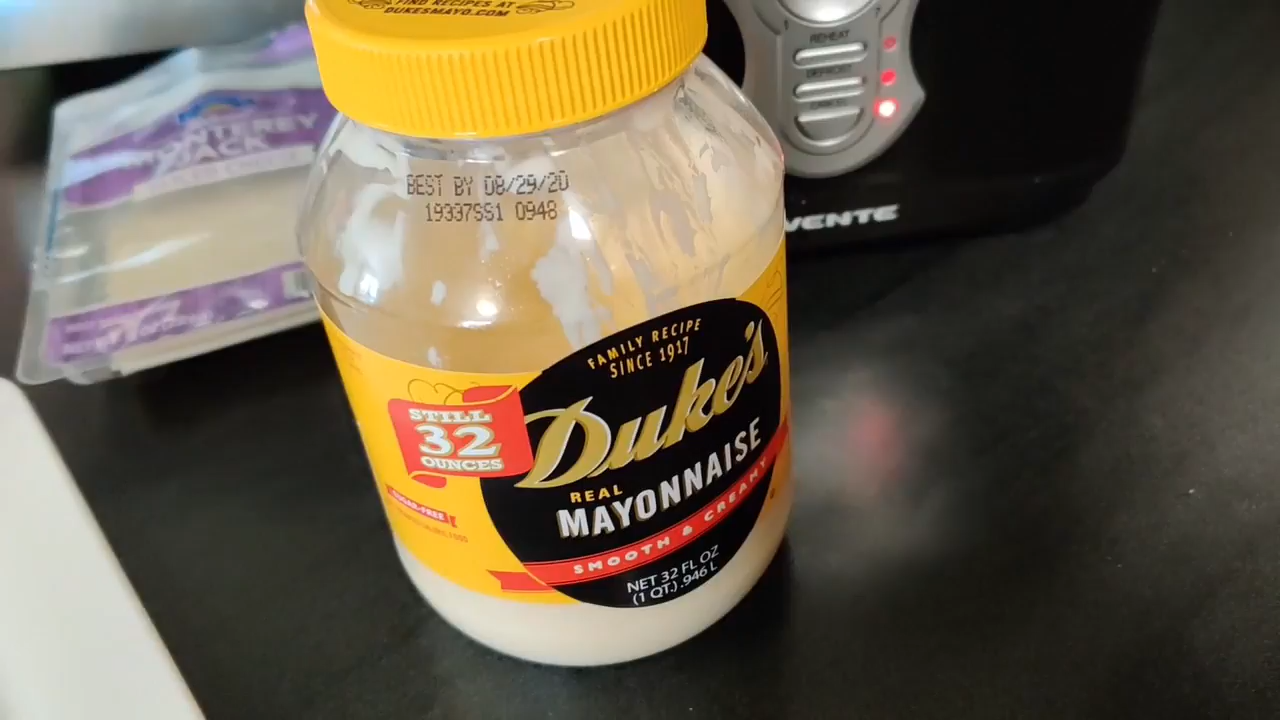 FIND RECIPES AT
DUKESMAYO.COM
REHEAT
DEFROST
CANCEL
MONTEREY
JACK
VENTE
BEST BY 08/29/20
19337SS1 0948
FAMILY RECIPE
SINCE 1917
Duke's
REAL
MAYONNAISE
SMOOTH & CREAMY
NET 32 FL OZ
(1 QT.) .946 L
STILL
32
OUNCES
SUGAR-FREE